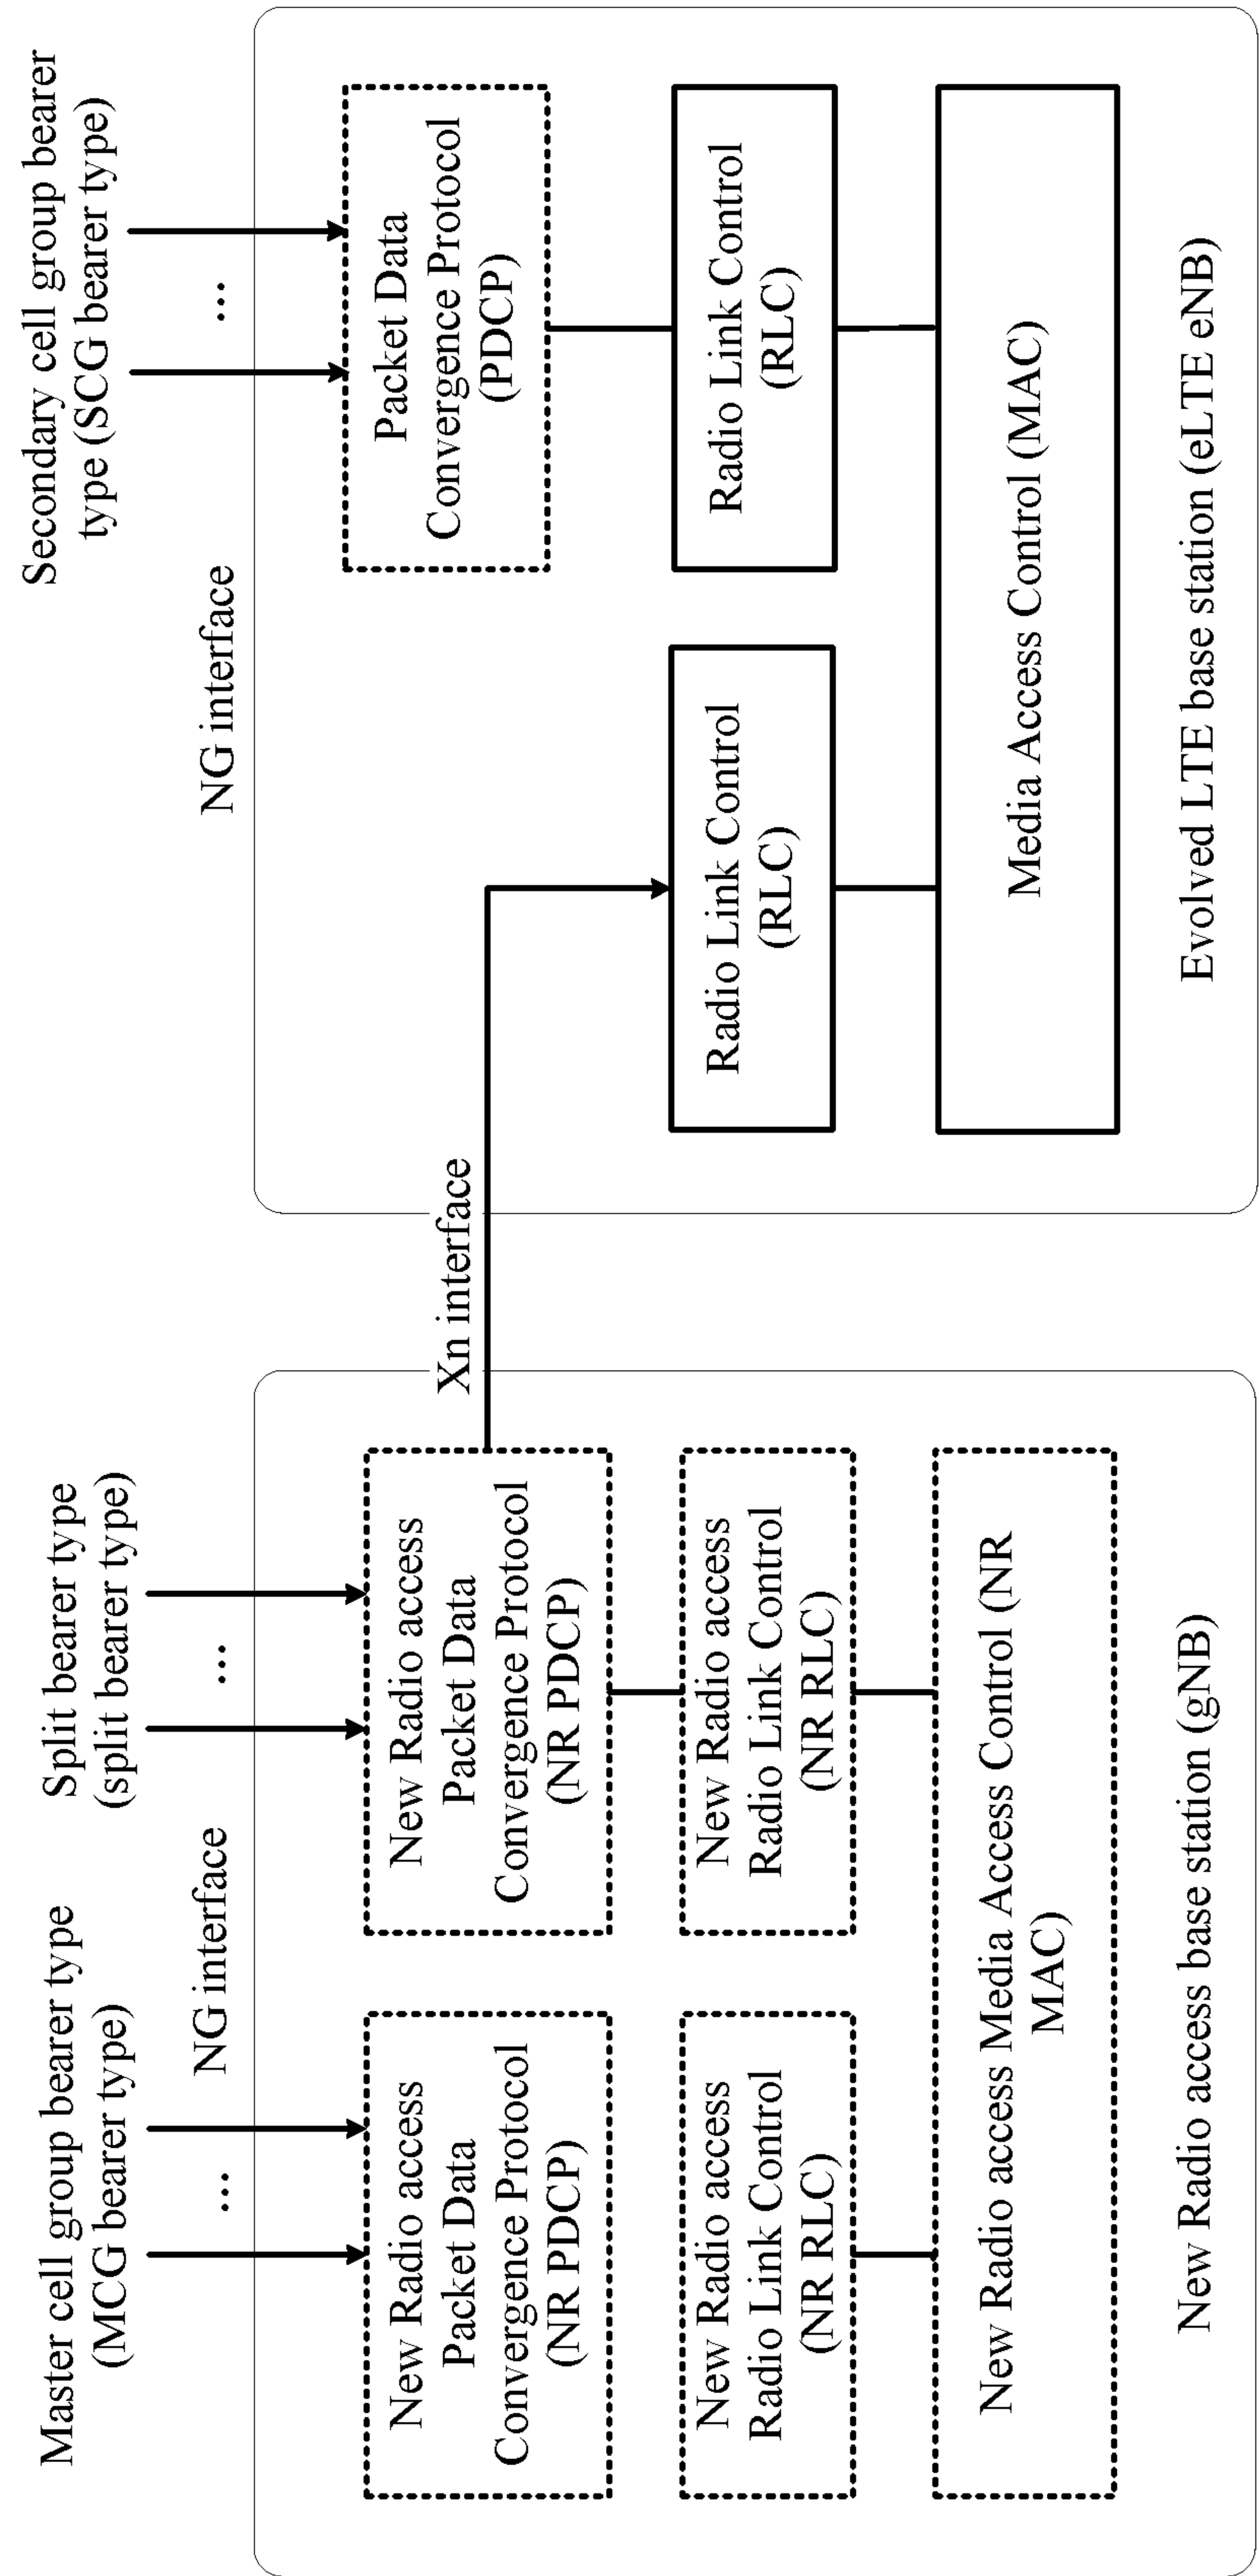 Master cell group bearer type
(MCG bearer type)
Split bearer type
(split bearer type)
NG interface
...
...
New Radio access
Packet Data
Convergence Protocol
(NR PDCP)
New Radio access
Packet Data
Convergence Protocol
(NR PDCP)
New Radio access
Radio Link Control
(NR RLC)
New Radio access
Radio Link Control
(NR RLC)
New Radio access Media Access Control (NR
MAC)
New Radio access base station (gNB)
Xn interface
Secondary cell group bearer
type (SCG bearer type)
NG interface
...
Packet Data
Convergence Protocol
(PDCP)
Radio Link Control
(RLC)
Radio Link Control
(RLC)
Media Access Control (MAC)
Evolved LTE base station (eLTE eNB)